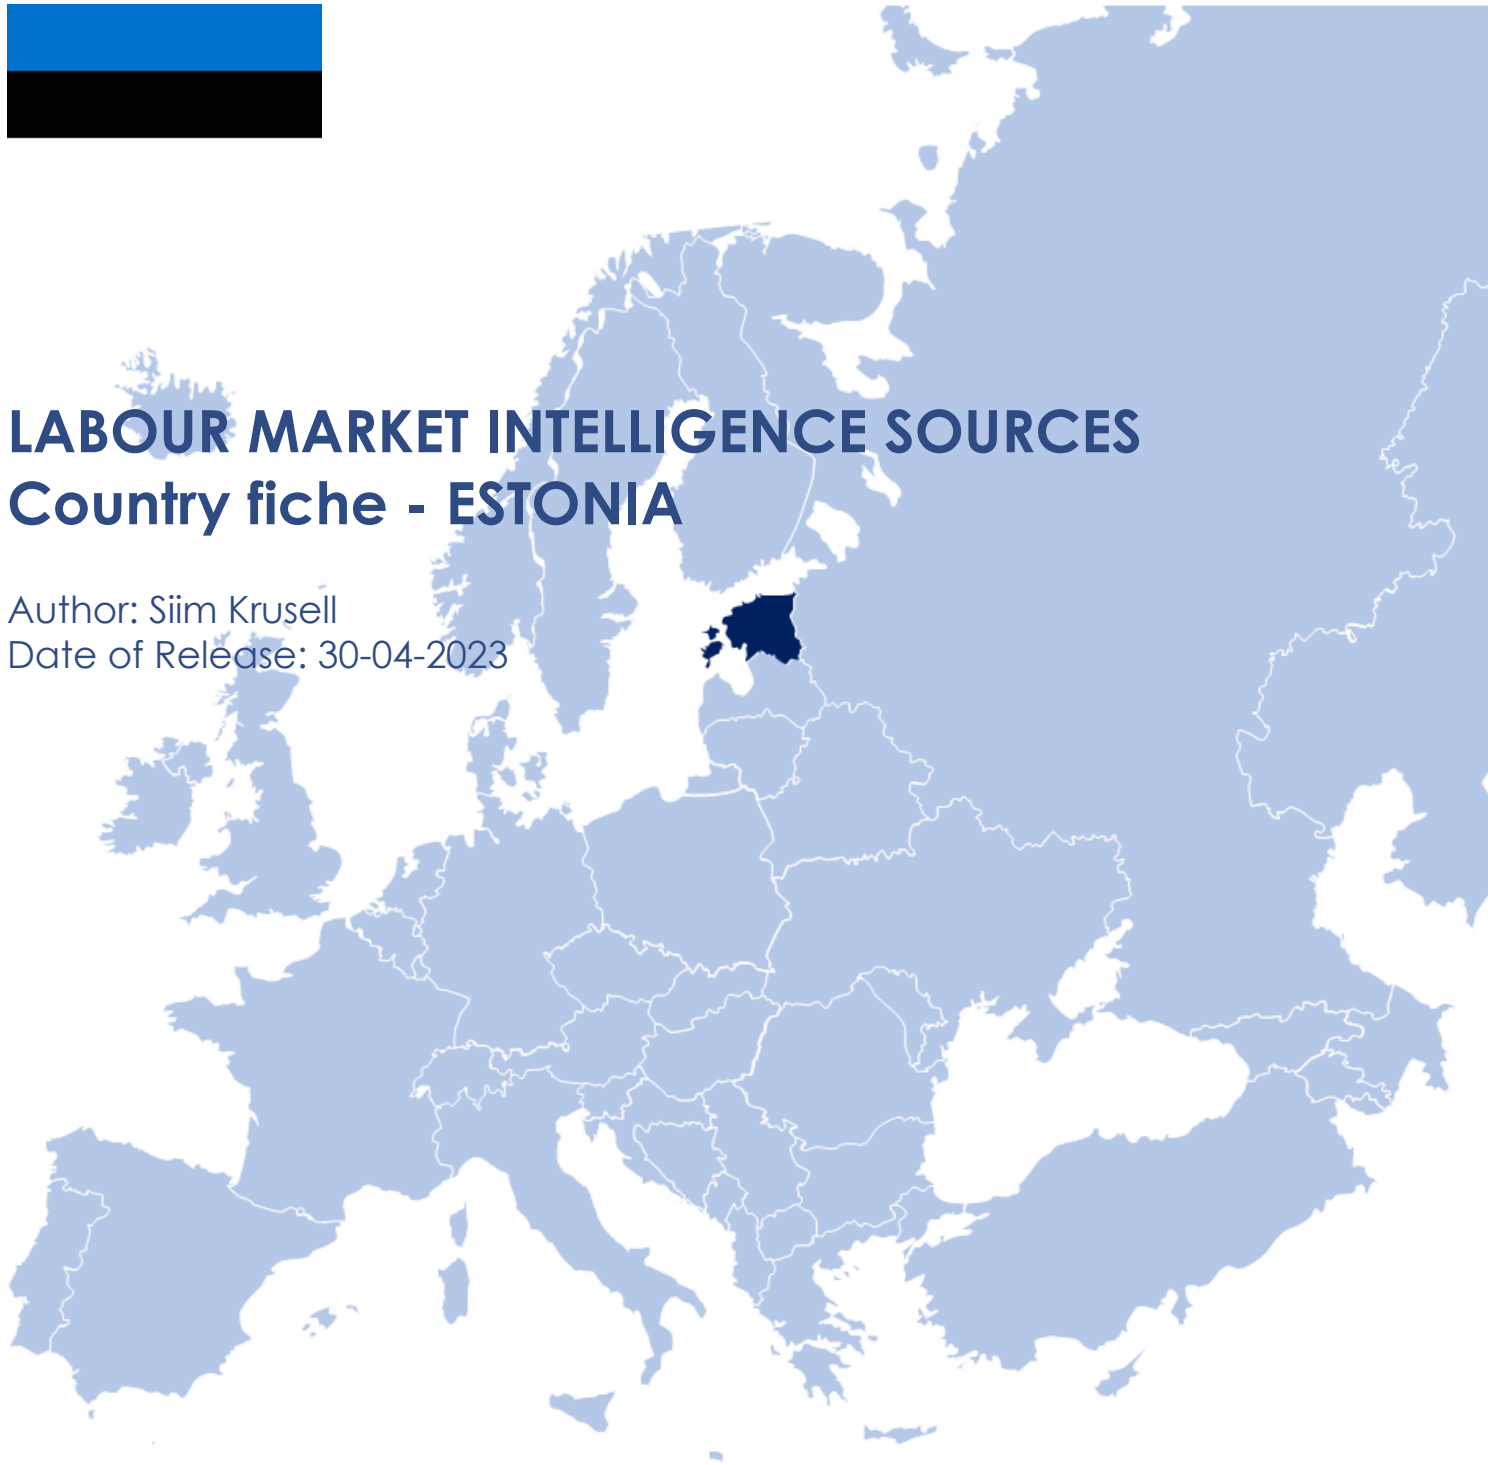 LABOUR MARKET INTELLIGENCE SOURCES
Country fiche - ESTONIA
Author: Siim Krusell
Date of Release: 30-04-2023